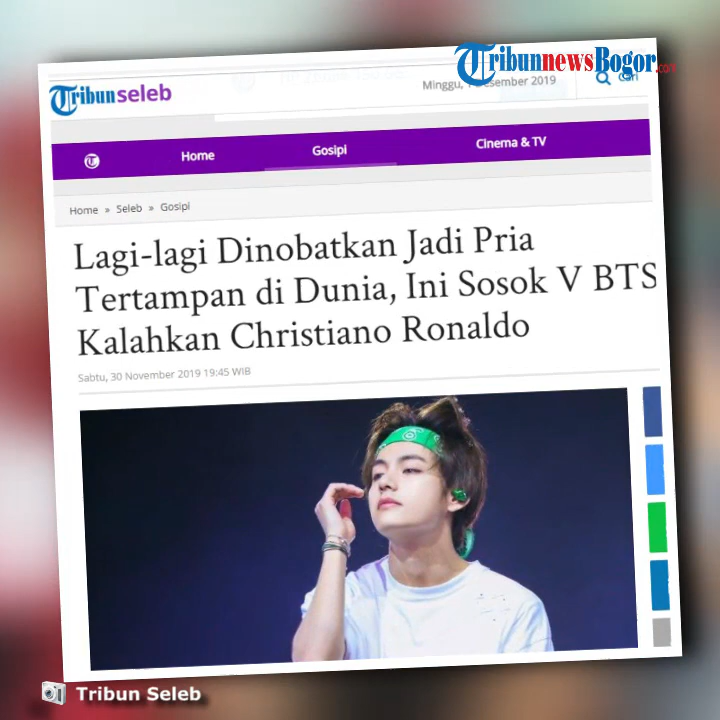 TribunnewsBogor.com
Tribunseleb
Minggu, 1 Desember 2019
Cari
Home
Gosipi
Cinema & TV
Home » Seleb » Gosipi
Lagi-lagi Dinobatkan Jadi Pria
Tertampan di Dunia, Ini Sosok V BTS
Kalahkan Christiano Ronaldo
Sabtu, 30 November 2019 19:45 WIB
Tribun Seleb